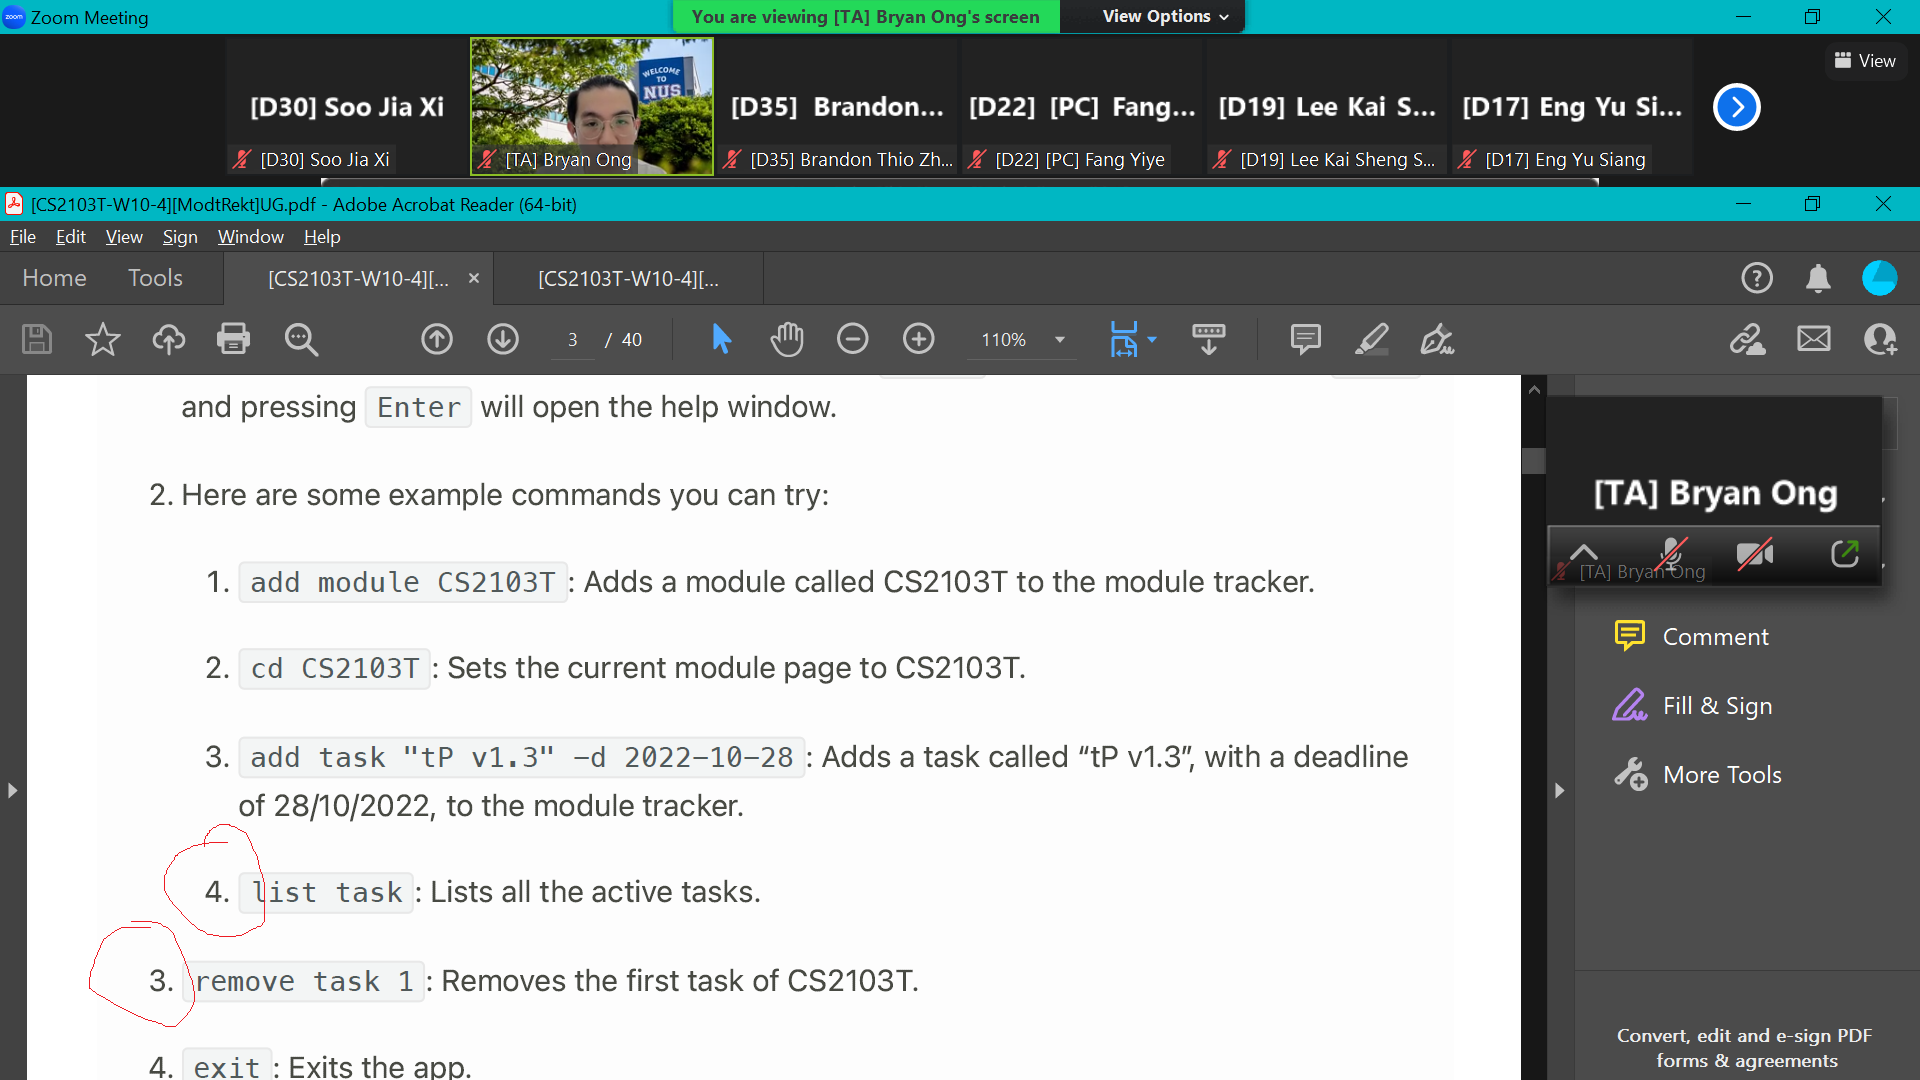 zoom Zoom Meeting
You are viewing [TA] Bryan Ong's screen
View Options
View
[D30] Soo Jia Xi
[D30] Soo Jia Xi
WELCOME
TO
NUS
[TA] Bryan Ong
[D35] Brandon...
[D35] Brandon Thio Zh...
[D22] [PC] Fang...
[D22] [PC] Fang Yiye
[D19] Lee Kai S...
[D19] Lee Kai Sheng S...
[D17] Eng Yu Si...
[D17] Eng Yu Siang
[CS2103T-W10-4][ModtRekt]UG.pdf - Adobe Acrobat Reader (64-bit)
File Edit View Sign Window Help
Home Tools [CS2103T-W10-4][... × [CS2103T-W10-4][...
3 / 40 110%
and pressing Enter will open the help window.
2. Here are some example commands you can try:
1. add module CS2103T : Adds a module called CS2103T to the module tracker.
2. cd CS2103T : Sets the current module page to CS2103T.
3. add task "tP v1.3" -d 2022-10-28 : Adds a task called “tP v1.3”, with a deadline
of 28/10/2022, to the module tracker.
4. list task : Lists all the active tasks.
3. remove task 1 : Removes the first task of CS2103T.
4. exit : Exits the app.
[TA] Bryan Ong
[TA] Bryan Ong
Comment
Fill & Sign
More Tools
Convert, edit and e-sign PDF
forms & agreements